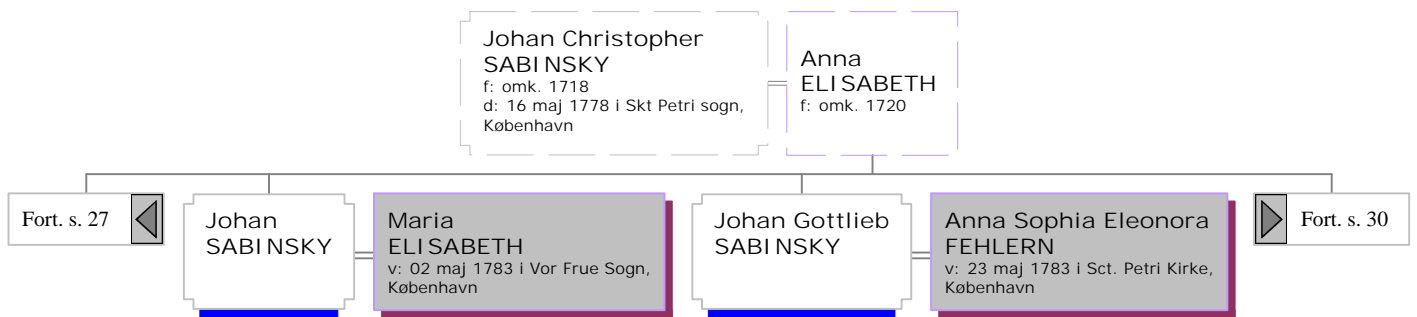 Johan Christopher
SABINSKY
f: omk. 1718
d: 16 maj 1778 i Skt Petri sogn,
København
Anna
ELISABETH
f: omk. 1720
Fort. s. 27
Johan
SABINSKY
Maria
ELISABETH
v: 02 maj 1783 i Vor Frue Sogn,
København
Johan Gottlieb
SABINSKY
Anna Sophia Eleonora
FEHLERN
v: 23 maj 1783 i Sct. Petri Kirke,
København
Fort. s. 30